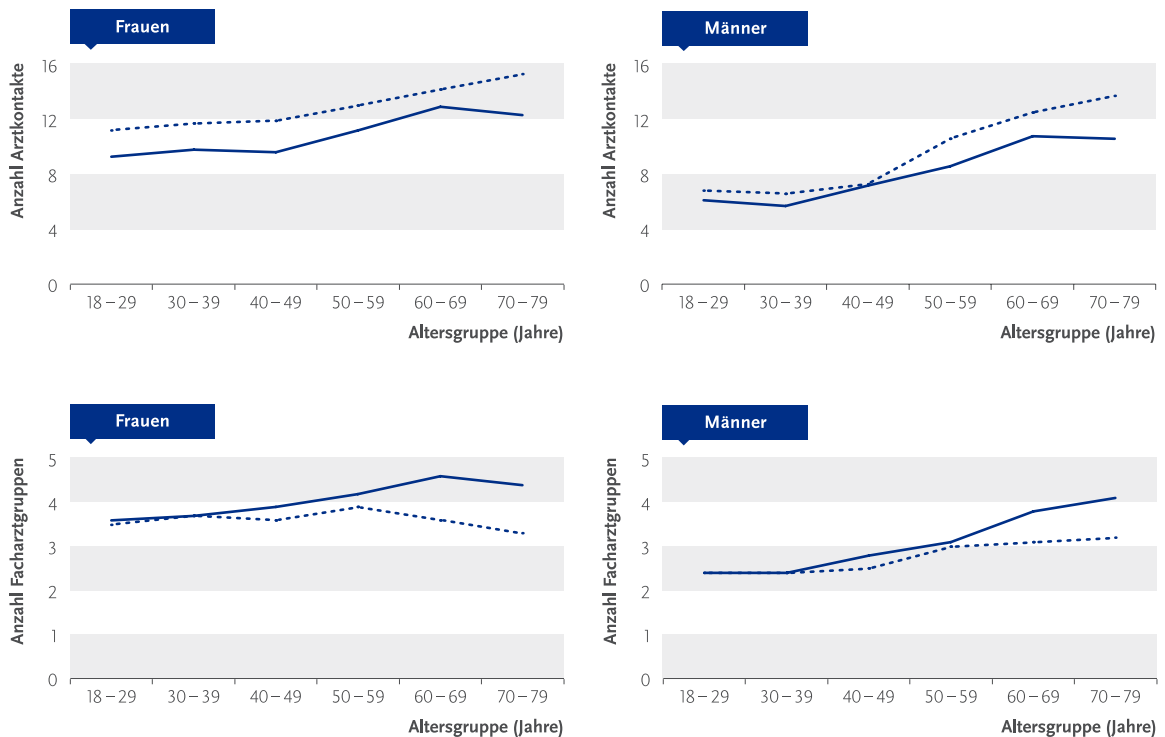 Frauen
Anzahl Arztkontakte
16
12
8
4
0
18–29 30–39 40–49 50–59 60–69 70–79
Altersgruppe (Jahre)
Männer
Anzahl Arztkontakte
16
12
8
4
0
18–29 30–39 40–49 50–59 60–69 70–79
Altersgruppe (Jahre)
Frauen
Anzahl Facharztgruppen
5
4
3
2
1
0
18–29 30–39 40–49 50–59 60–69 70–79
Altersgruppe (Jahre)
Männer
Anzahl Facharztgruppen
5
4
3
2
1
0
18–29 30–39 40–49 50–59 60–69 70–79
Altersgruppe (Jahre)